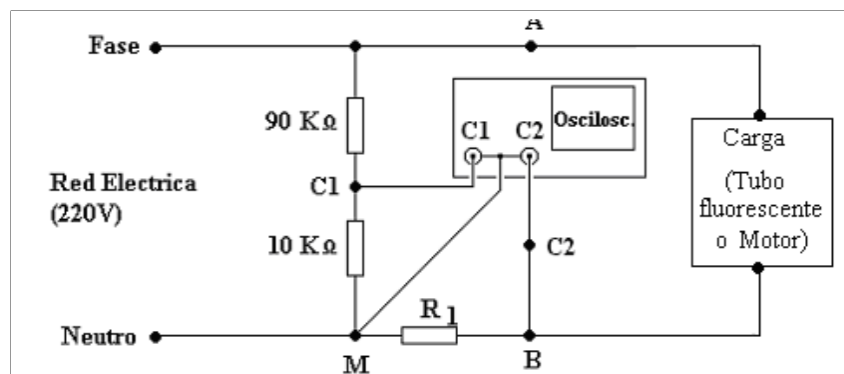 A
Fase
90 KΩ
C1 C2
Oscilosc.
Carga
(Tubo
fluorescente
o Motor)
Red Electrica
(220V)
C1
10 KΩ
C2
R1
Neutro
M
B